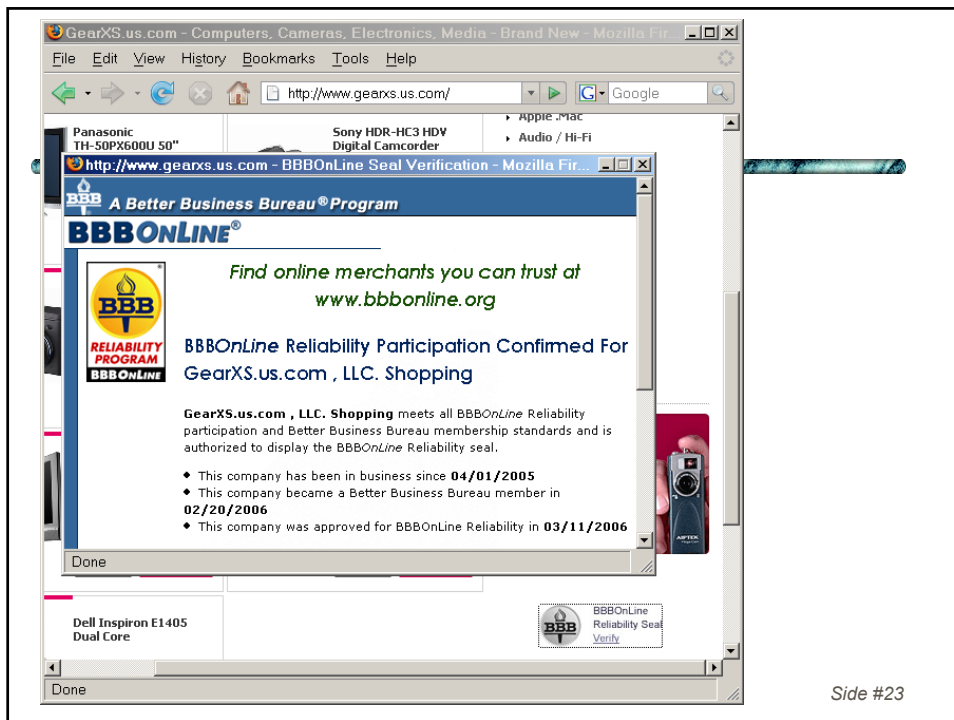 GearXS.us.com - Computers, Cameras, Electronics, Media - Brand New - Mozilla Fir...
File Edit View History Bookmarks Tools Help
http://www.gearxs.us.com/
G Google
Panasonic
TH-50PX600U 50"
Sony HDR-HC3 HDV
Digital Camcorder
Apple .Mac
Audio / Hi-Fi
http://www.gearxs.us.com - BBBOnLine Seal Verification - Mozilla Fir...
BBB A Better Business Bureau® Program
BBBONLINE®
BBB
RELIABILITY
PROGRAM
BBBONLINE
Find online merchants you can trust at
www.bbbonline.org
BBBOnLine Reliability Participation Confirmed For
GearXS.us.com , LLC. Shopping
GearXS.us.com , LLC. Shopping meets all BBBOnLine Reliability
participation and Better Business Bureau membership standards and is
authorized to display the BBBOnLine Reliability seal.
This company has been in business since 04/01/2005
This company became a Better Business Bureau member in
02/20/2006
This company was approved for BBBOnLine Reliability in 03/11/2006
Done
AIPTEK
Dell Inspiron E1405
Dual Core
BBB
BBBOnLine
Reliability Seal
Verify
Done
Side #23